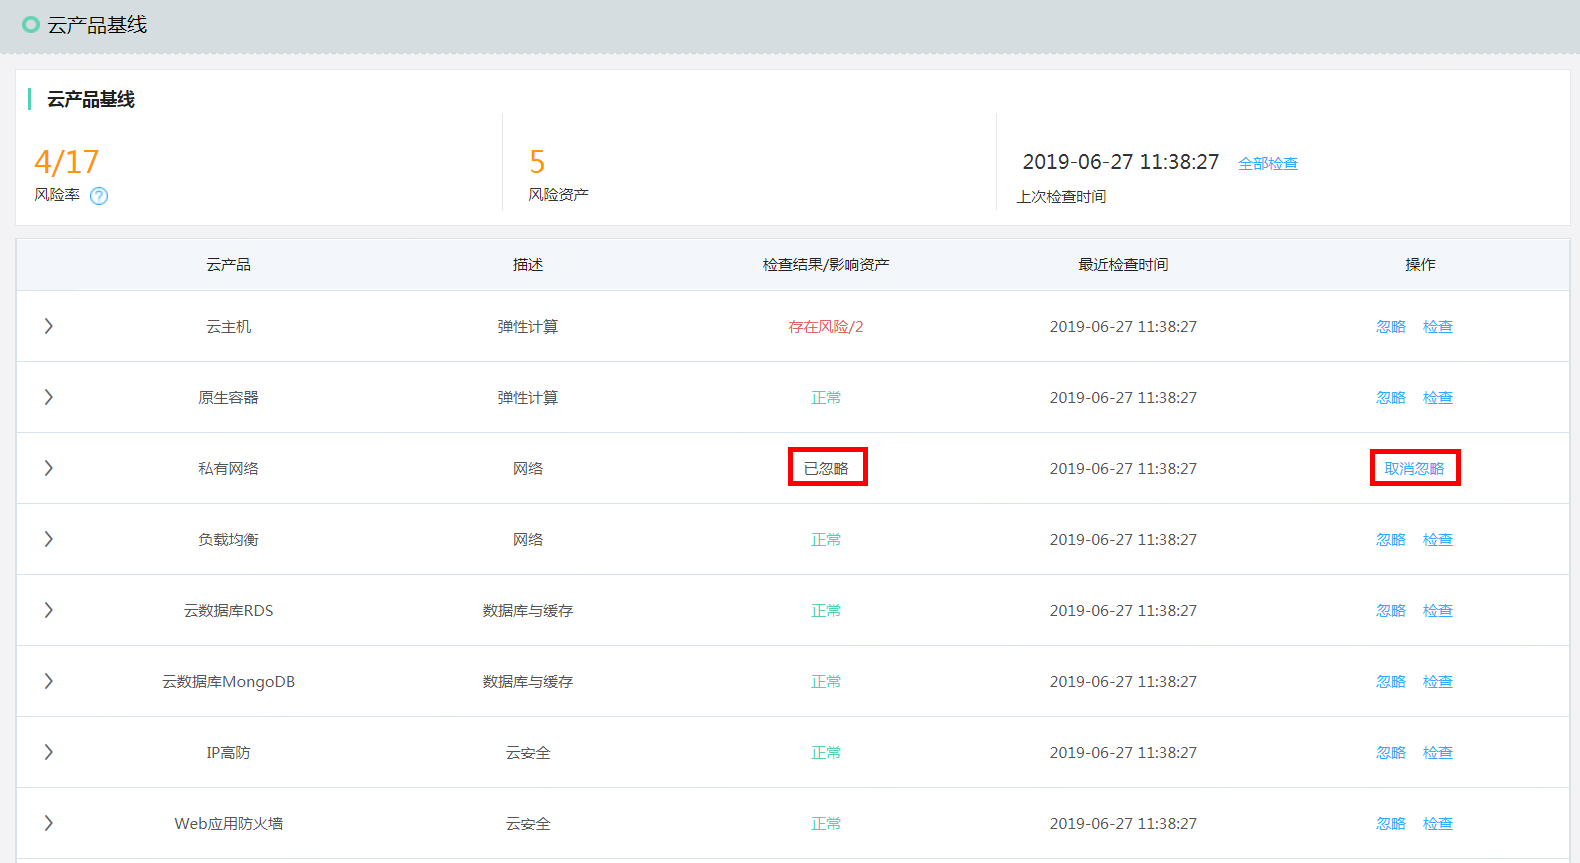 云产品基线
云产品基线
4/17
5
2019-06-27 11:38:27 全部检查
风险率 ?
风险资产
上次检查时间
云产品 描述 检查结果/影响资产 最近检查时间 操作
云主机 弹性计算 存在风险/2 2019-06-27 11:38:27 忽略 检查
原生容器 弹性计算 正常 2019-06-27 11:38:27 忽略 检查
私有网络 网络 已忽略 2019-06-27 11:38:27 取消忽略
负载均衡 网络 正常 2019-06-27 11:38:27 忽略 检查
云数据库RDS 数据库与缓存 正常 2019-06-27 11:38:27 忽略 检查
云数据库MongoDB 数据库与缓存 正常 2019-06-27 11:38:27 忽略 检查
IP高防 云安全 正常 2019-06-27 11:38:27 忽略 检查
Web应用防火墙 云安全 正常 2019-06-27 11:38:27 忽略 检查